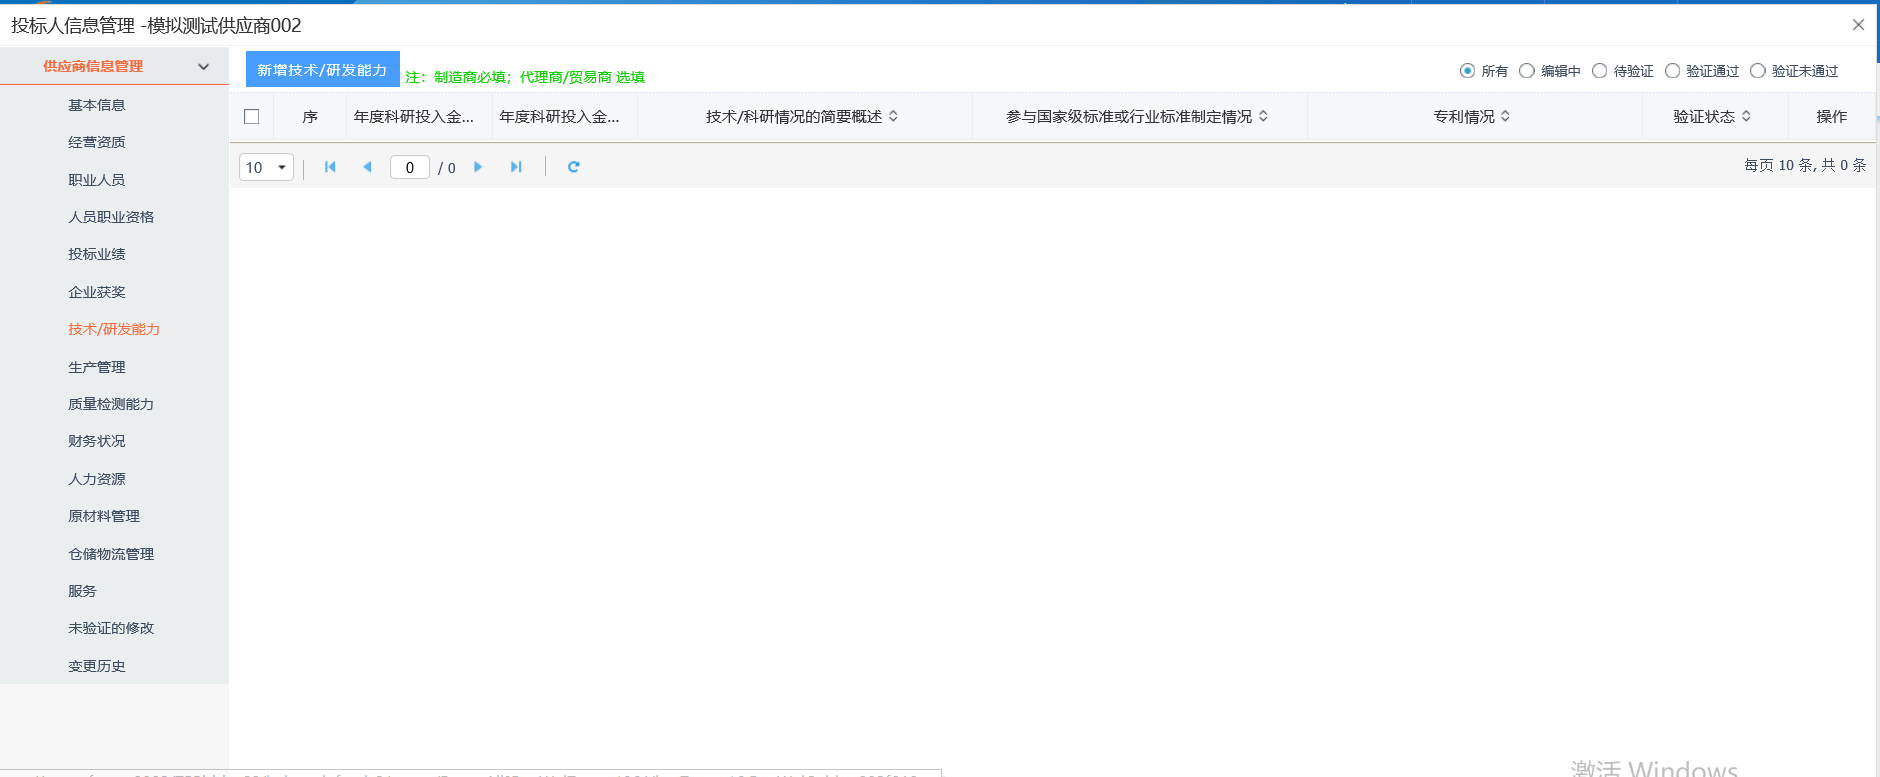 投标人信息管理 -模拟测试供应商002
供应商信息管理
新增技术/研发能力 注：制造商必填；代理商/贸易商 选填
所有 编辑中 待验证 验证通过 验证未通过
序 年度科研投入金... 年度科研投入金... 技术/科研情况的简要概述 参与国家级标准或行业标准制定情况 专利情况 验证状态 操作
10 0 / 0 每页 10 条, 共 0 条
基本信息
经营资质
职业人员
人员职业资格
投标业绩
企业获奖
技术/研发能力
生产管理
质量检测能力
财务状况
人力资源
原材料管理
仓储物流管理
服务
未验证的修改
变更历史
激活 Windows